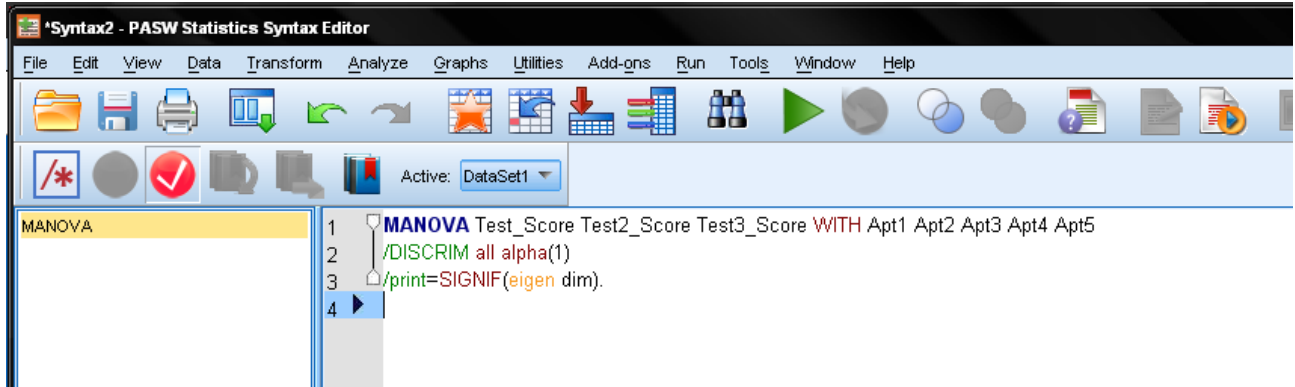 *Syntax2 - PASW Statistics Syntax Editor
File Edit View Data Transform Analyze Graphs Utilities Add-ons Run Tools Window Help
/*
Active: DataSet1
MANOVA
1 MANOVA Test_Score Test2_Score Test3_Score WITH Apt1 Apt2 Apt3 Apt4 Apt5
2 /DISCRIM all alpha(1)
3 /print=SIGNIF(eigen dim).
4